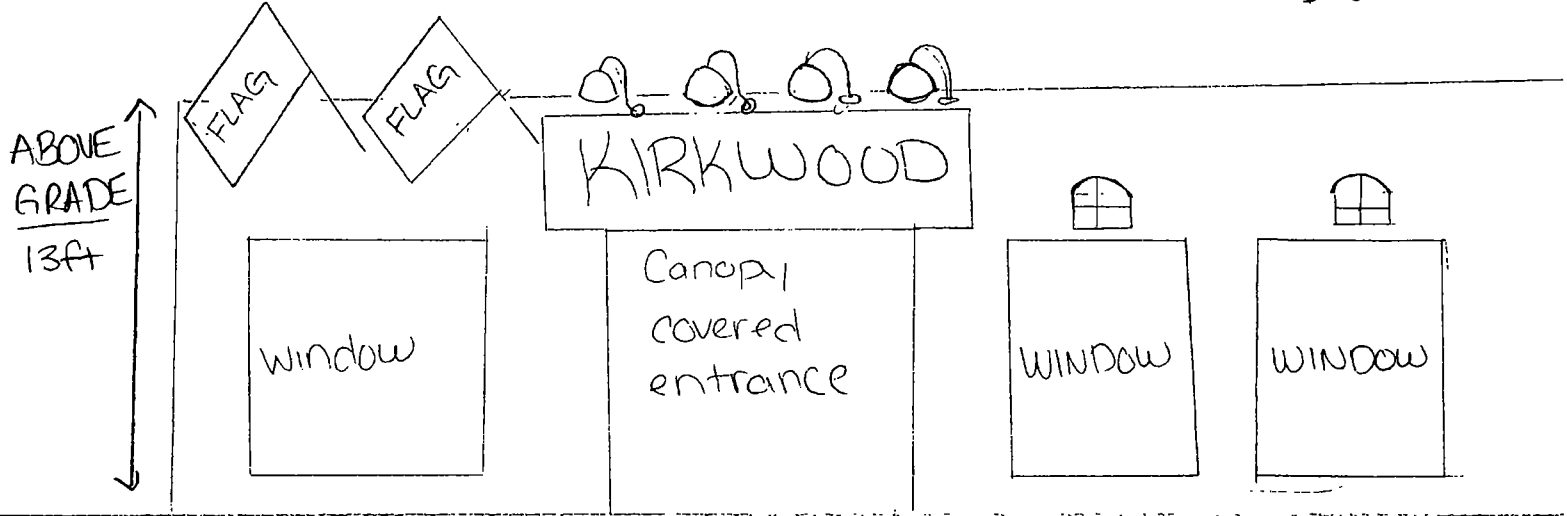 FLAG
FLAG
KIRKWOOD
ABOVE
GRADE
13ft
Window
Canopy
covered
entrance
WINDOW
WINDOW